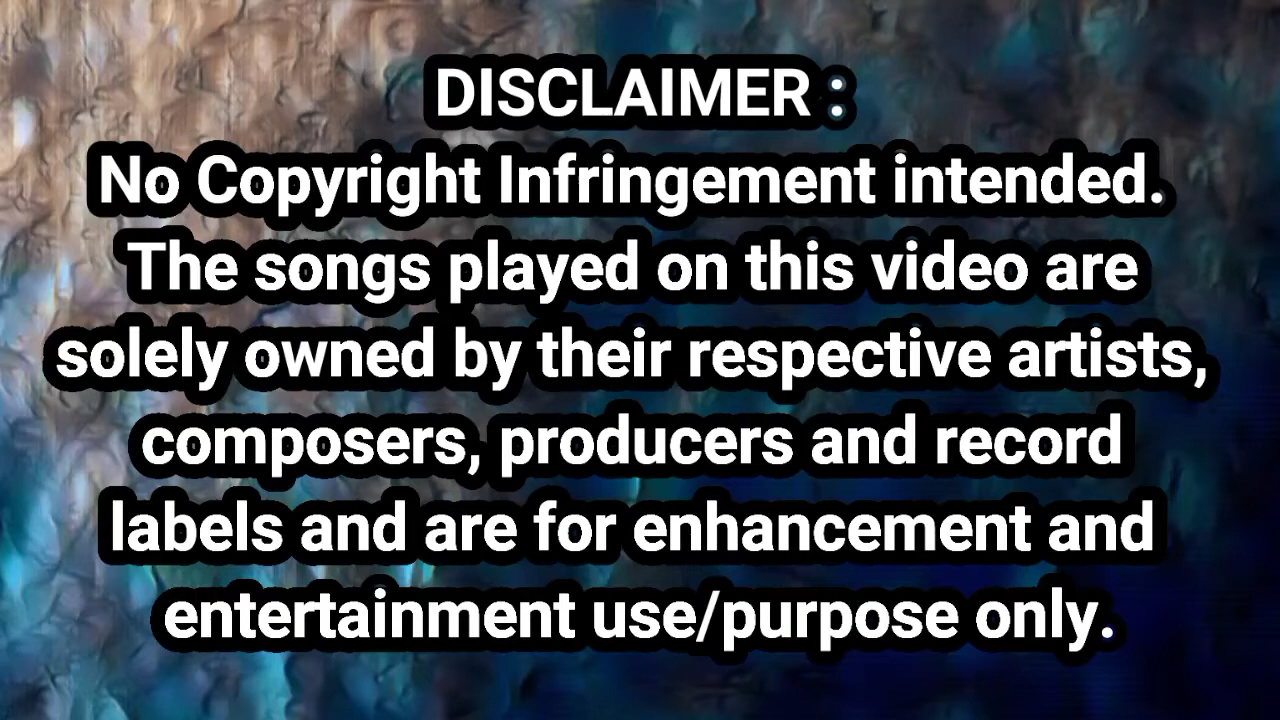 DISCLAIMER :
No Copyright Infringement intended.
The songs played on this video are
solely owned by their respective artists,
composers, producers and record
labels and are for enhancement and
entertainment use/purpose only.